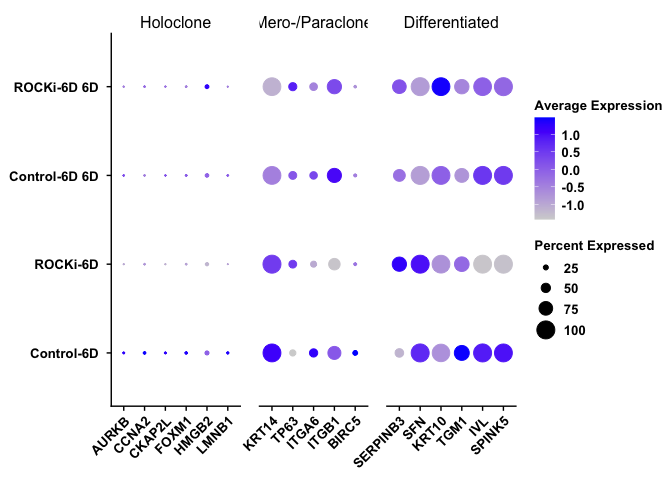 Holoclone
Mero-/Paraclone
Differentiated
ROCKi-6D 6D
Control-6D 6D
ROCKi-6D
Control-6D
AURKB
CCNA2
CKAP2L
FOXM1
HMGB2
LMNB1
KRT14
TP63
ITGA6
ITGB1
BIRC5
SERPINB3
SFN
KRT10
TGM1
IVL
SPINK5
Average Expression
1.0
0.5
0.0
-0.5
-1.0
Percent Expressed
25
50
75
100